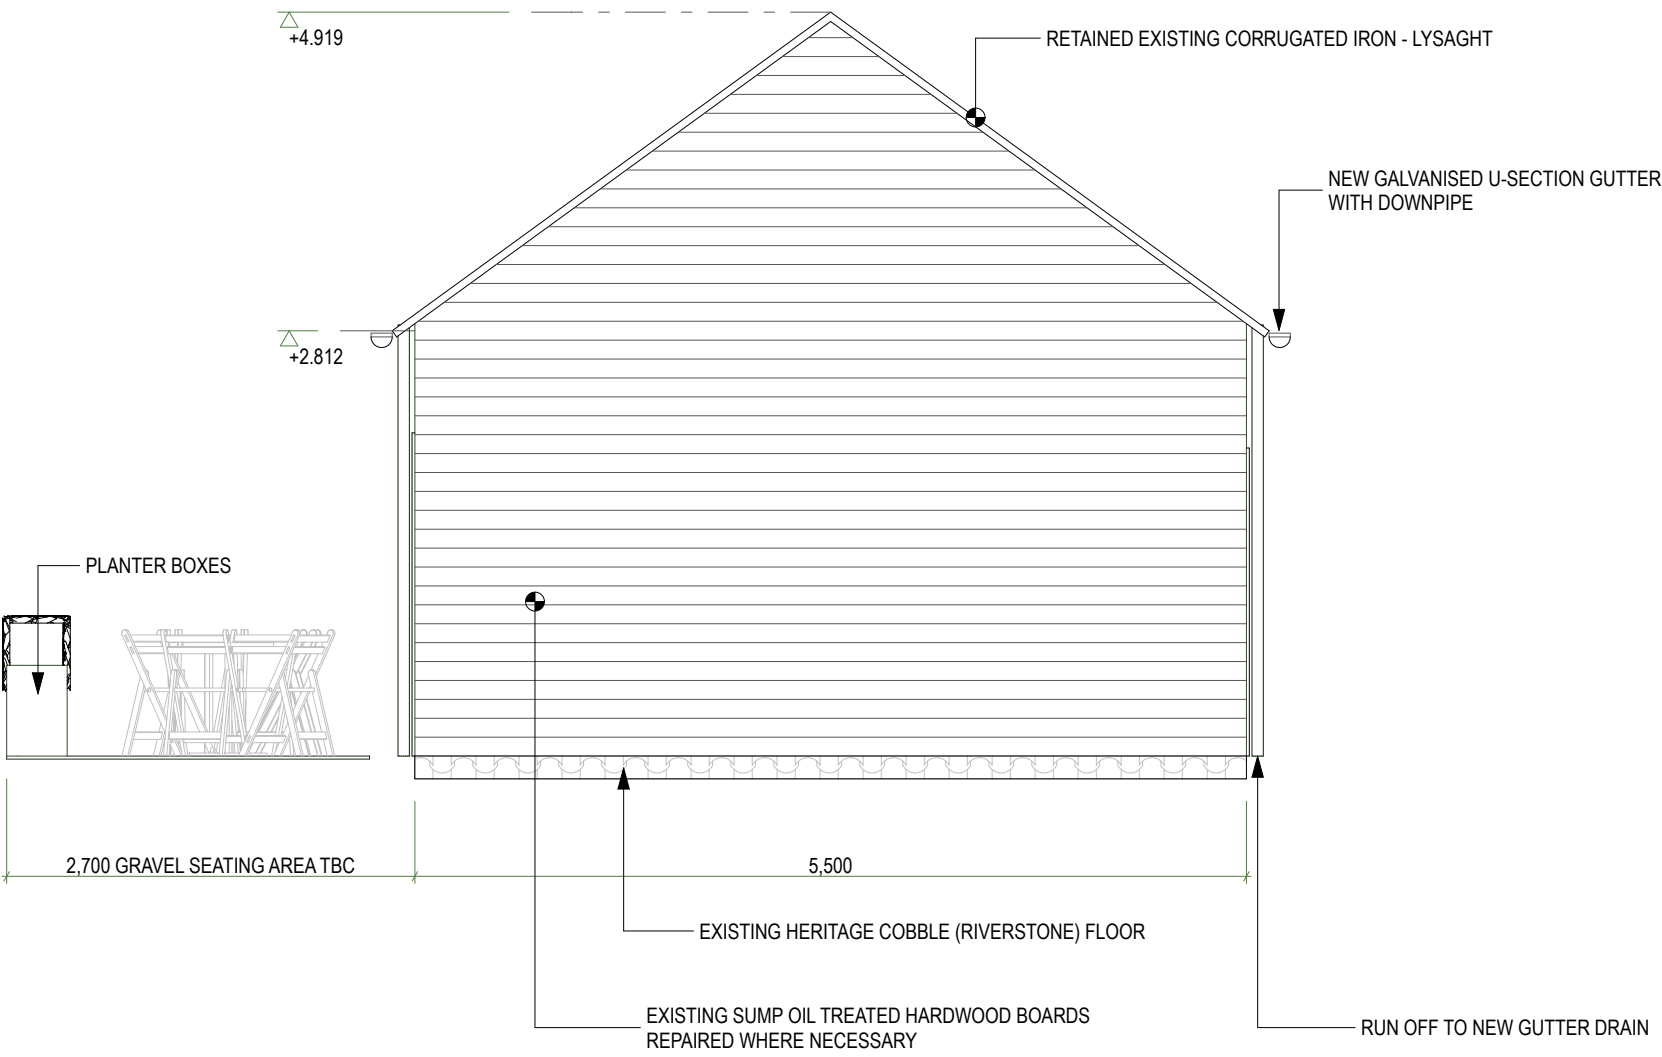 +4.919
RETAINED EXISTING CORRUGATED IRON - LYSAGHT
NEW GALVANISED U-SECTION GUTTER
WITH DOWNPIPE
+2.812
PLANTER BOXES
2,700 GRAVEL SEATING AREA TBC
5,500
EXISTING HERITAGE COBBLE (RIVERSTONE) FLOOR
EXISTING SUMP OIL TREATED HARDWOOD BOARDS
REPAIRED WHERE NECESSARY
RUN OFF TO NEW GUTTER DRAIN